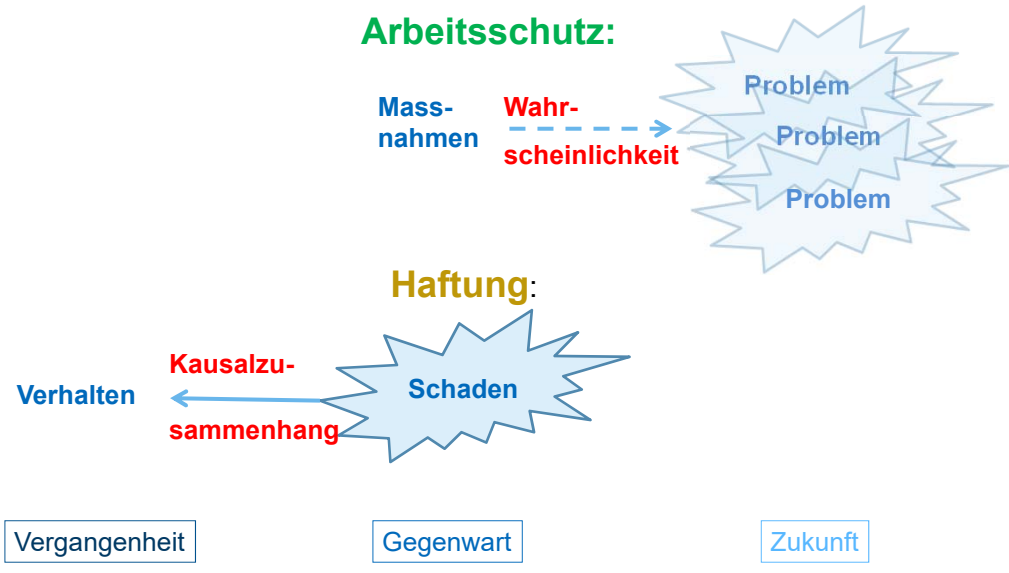 Arbeitsschutz:
Problem
Mass-
nahmen
Wahr-
scheinlichkeit
Problem
Problem
Haftung:
Kausalzu-
sammenhang
Verhalten
Schaden
Vergangenheit
Gegenwart
Zukunft